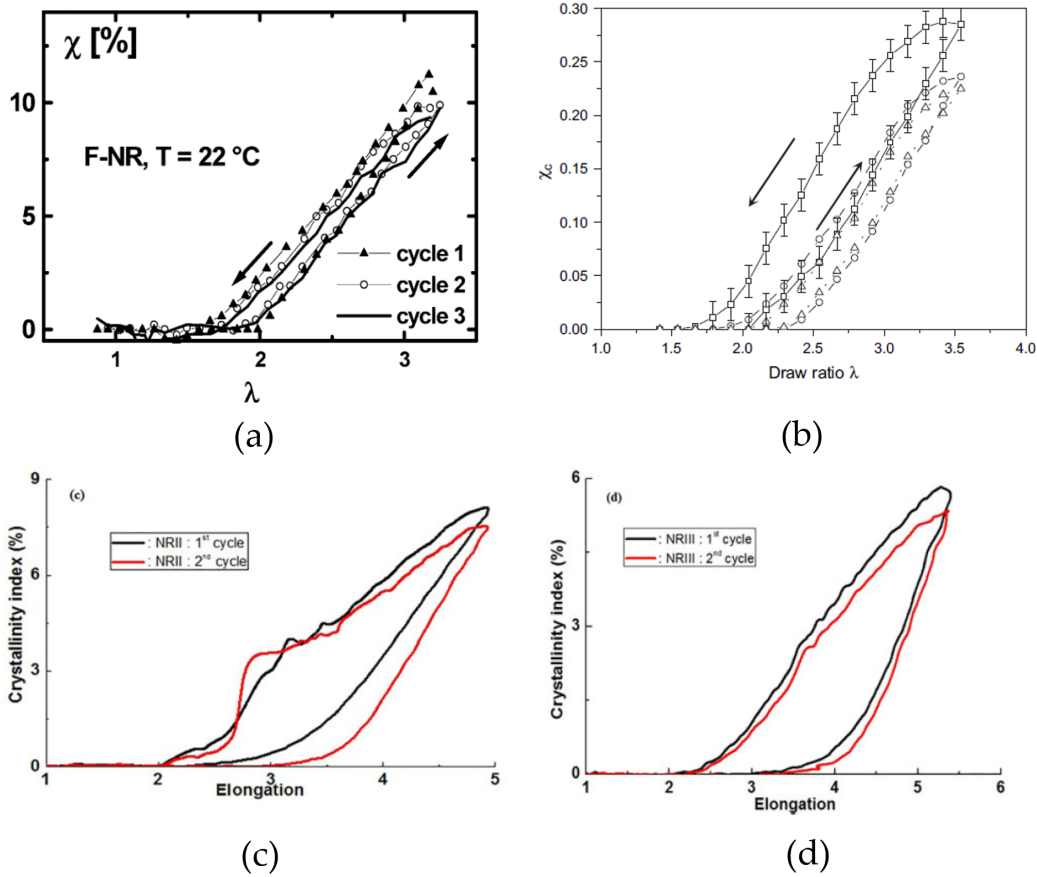 χ [%]
F-NR, T = 22 °C
10
5
0
1
2
3
λ
cycle 1
cycle 2
cycle 3
(a)
b)
0.30
0.25
0.20
0.15
0.10
0.05
0.00
χc
1.0
1.5
2.0
2.5
3.0
3.5
4.0
Draw ratio λ
(b)
(c)
9
6
3
0
Crystallinity index (%)
: NRII : 1st cycle
: NRII : 2nd cycle
1
2
3
4
5
Elongation
(c)
(d)
6
3
0
Crystallinity index (%)
: NRIII : 1st cycle
: NRIII : 2nd cycle
1
2
3
4
5
6
Elongation
(d)